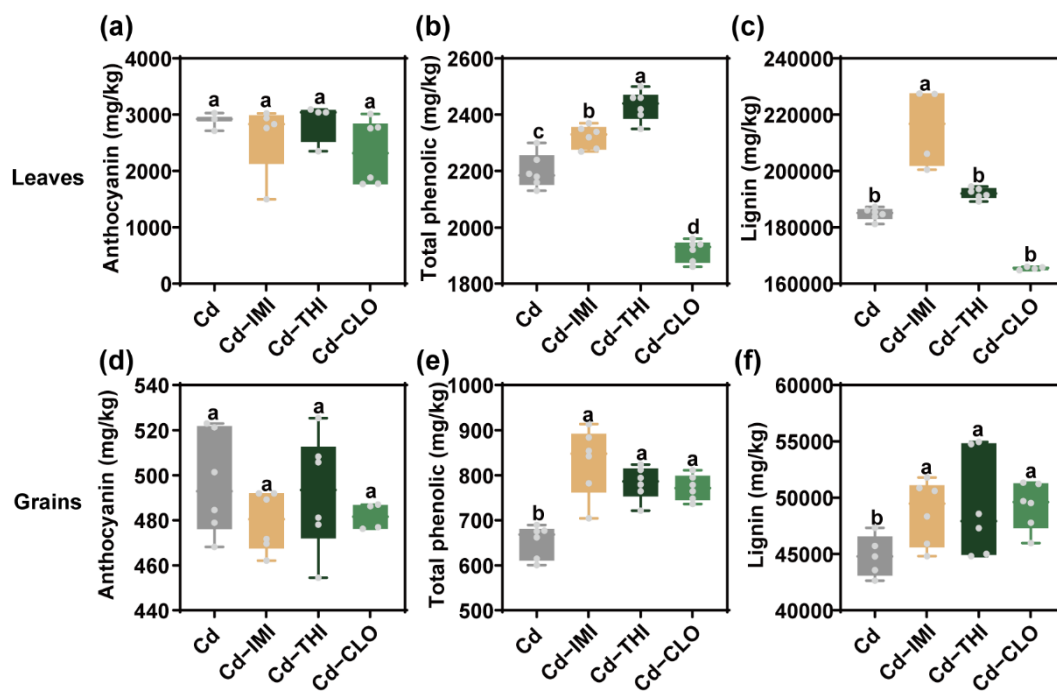 (a)
(b)
(c)
Leaves
Anthocyanin (mg/kg)
4000
3000
2000
1000
0
a
a
a
a
Cd
Cd−IMI
Cd−THI
Cd−CLO
Total phenolic (mg/kg)
2600
2400
2200
2000
1800
c
b
a
d
Cd
Cd−IMI
Cd−THI
Cd−CLO
Lignin (mg/kg)
220000
200000
180000
160000
b
a
b
b
Cd
Cd−IMI
Cd−THI
Cd−CLO
(d)
(e)
(f)
Grains
Anthocyanin (mg/kg)
540
520
500
480
460
440
a
a
a
a
Cd
Cd−IMI
Cd−THI
Cd−CLO
Total phenolic (mg/kg)
1000
900
800
700
600
500
b
a
a
a
Cd
Cd−IMI
Cd−THI
Cd−CLO
Lignin (mg/kg)
60000
55000
50000
45000
40000
b
a
a
a
Cd
Cd−IMI
Cd−THI
Cd−CLO